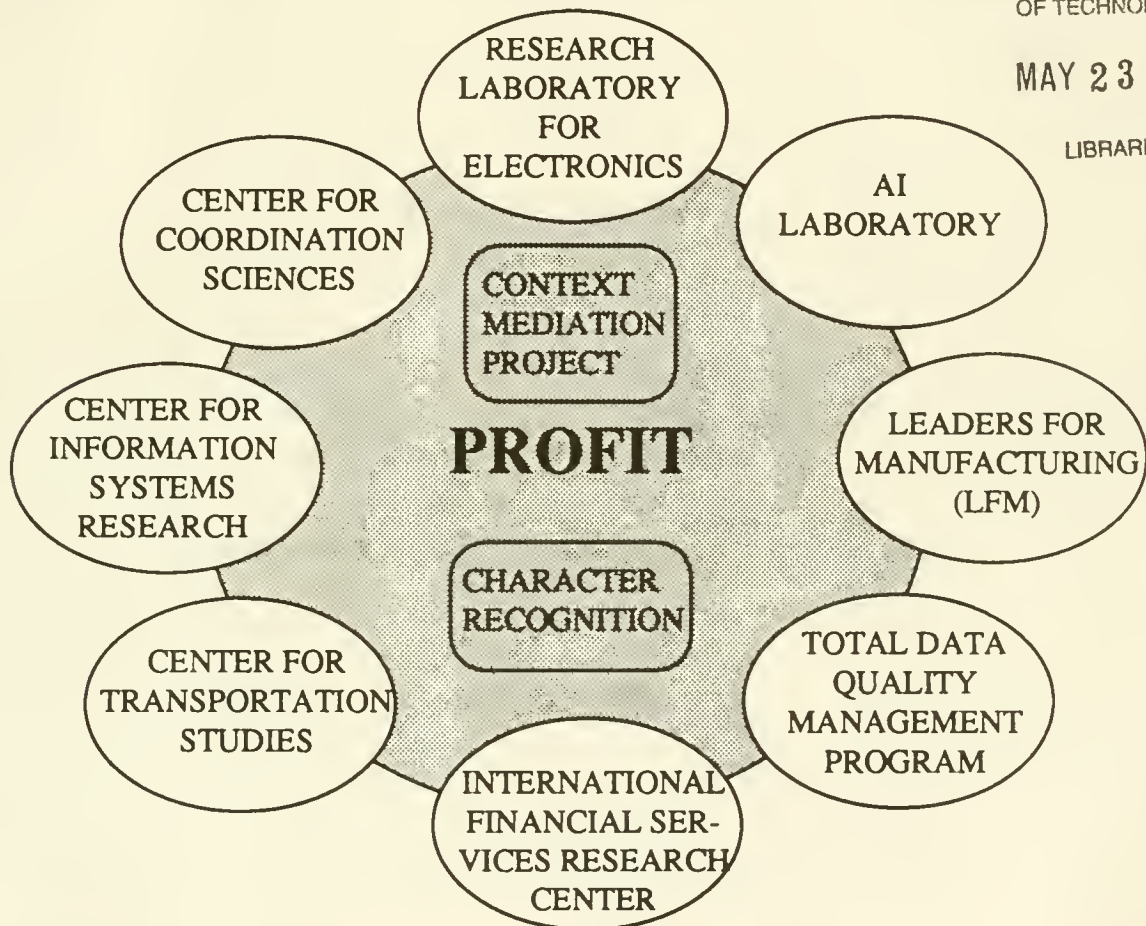 OF TECHNO
MAY 23
LIBRARI
RESEARCH
LABORATORY
FOR
ELECTRONICS
AI
LABORATORY
CENTER FOR
COORDINATION
SCIENCES
CONTEXT
MEDIATION
PROJECT
CENTER FOR
INFORMATION
SYSTEMS
RESEARCH
PROFIT
LEADERS FOR
MANUFACTURING
(LFM)
CHARACTER
RECOGNITION
CENTER FOR
TRANSPORTATION
STUDIES
TOTAL DATA
QUALITY
MANAGEMENT
PROGRAM
INTERNATIONAL
FINANCIAL SER-
VICES RESEARCH
CENTER